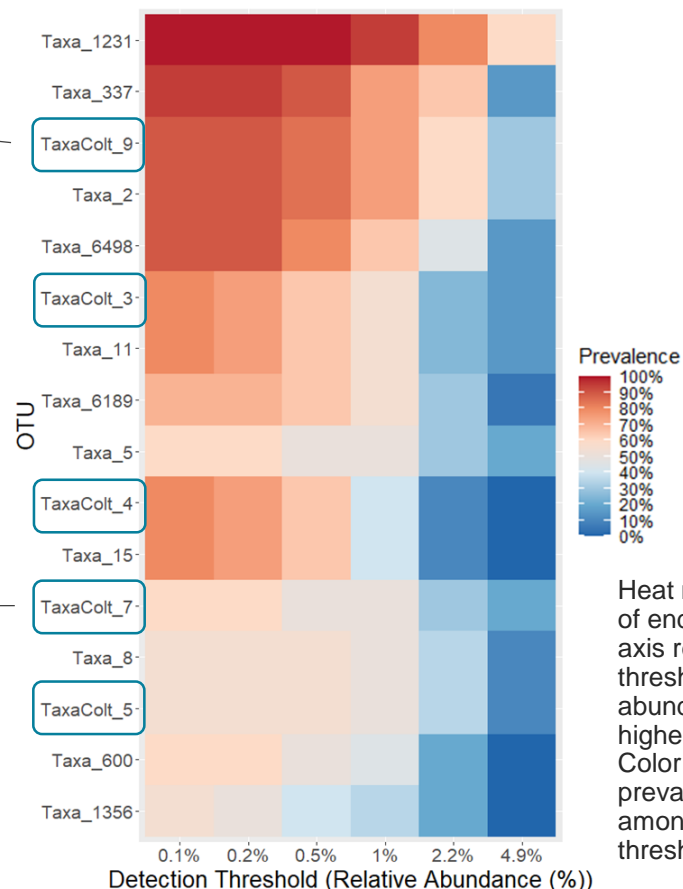 Taxa_1231
Taxa_337
TaxaColt_9
Taxa_2
Taxa_6498
TaxaColt_3
Taxa_11
Taxa_6189
Taxa_5
TaxaColt_4
Taxa_15
TaxaColt_7
Taxa_8
TaxaColt_5
Taxa_600
Taxa_1356
OTU
0.1% 0.2% 0.5% 1% 2.2% 4.9%
Detection Threshold (Relative Abundance (%))
Prevalence
100%
90%
80%
70%
60%
50%
40%
30%
20%
10%
0%
Heat
of
axis
thresh
abund
highe
Color
preva
amon
thresh